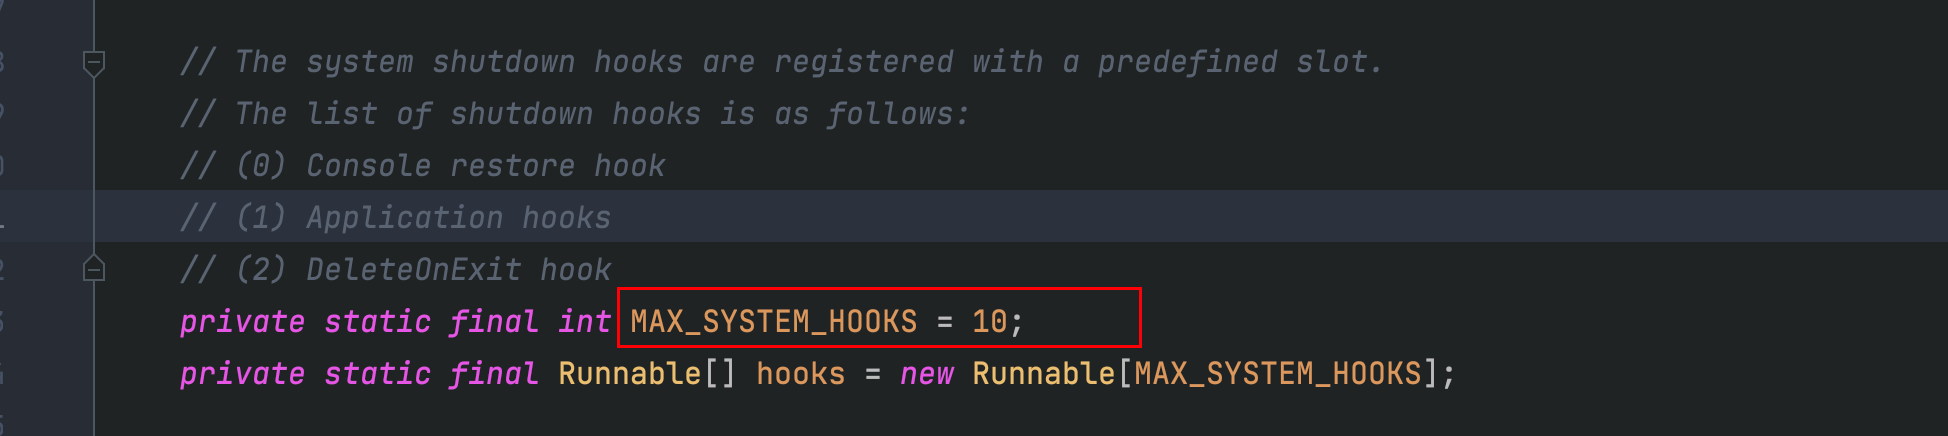 // The system shutdown hooks are registered with a predefined slot.
// The list of shutdown hooks is as follows:
// (0) Console restore hook
// (1) Application hooks
// (2) DeleteOnExit hook
private static final int MAX_SYSTEM_HOOKS = 10;
private static final Runnable[] hooks = new Runnable[MAX_SYSTEM_HOOKS];